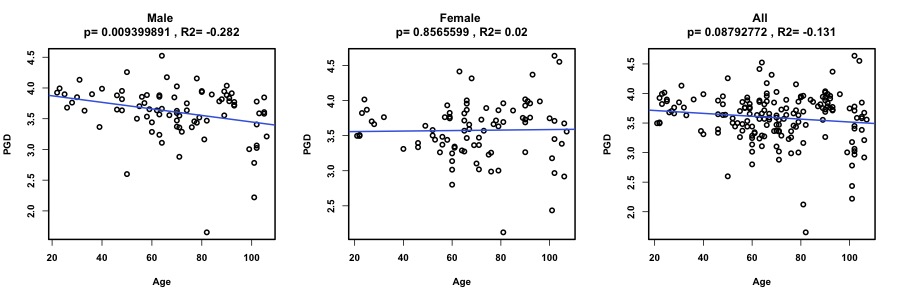 Male
p= 0.009399891 , R2= -0.282
PGD
4.5
4.0
3.5
3.0
2.5
2.0
20 40 60 80 100
Age
Female
p= 0.8565599 , R2= 0.02
PGD
4.5
4.0
3.5
3.0
2.5
20 40 60 80 100
Age
All
p= 0.08792772 , R2= -0.131
PGD
4.5
4.0
3.5
3.0
2.5
2.0
20 40 60 80 100
Age